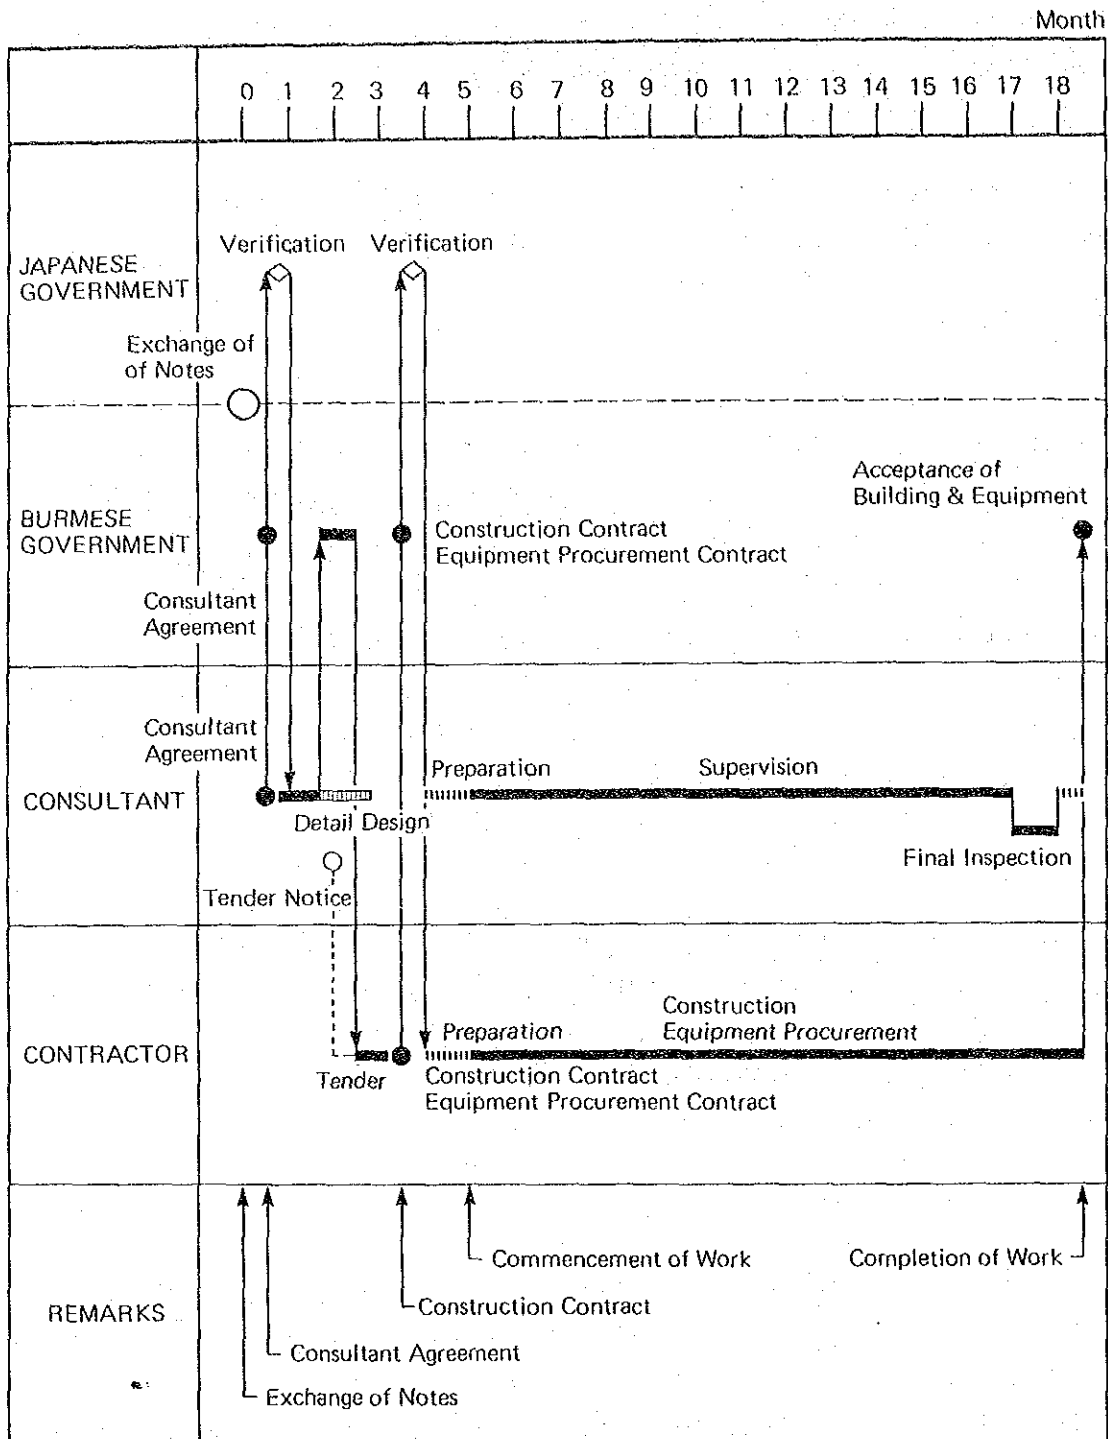 Month
0 1 2 3 4 5 6 7 8 9 10 11 12 13 14 15 16 17 18
Verification Verification
JAPANESE
GOVERNMENT
Exchange of
of Notes
Acceptance of
Building & Equipment
BURMESE
GOVERNMENT
Construction Contract
Equipment Procurement Contract
Consultant
Agreement
Consultant
Agreement
Preparation Supervision
CONSULTANT
Detail Design
Final Inspection
Tender Notice
Construction
Equipment Procurement
Preparation
CONTRACTOR
Tender
Construction Contract
Equipment Procurement Contract
Commencement of Work
Completion of Work
REMARKS
Construction Contract
Consultant Agreement
Exchange of Notes